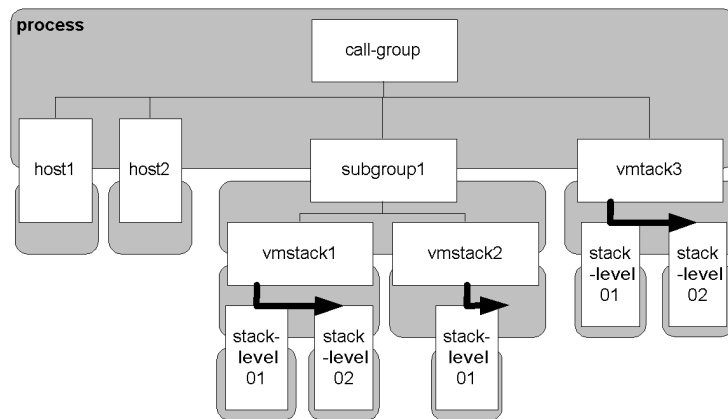 process
call-group
host1
host2
subgroup1
vmtack3
vmstack1
vmstack2
stack
-level
01
stack
-level
02
stack-
level
01
stack
-level
02
stack-
level
01